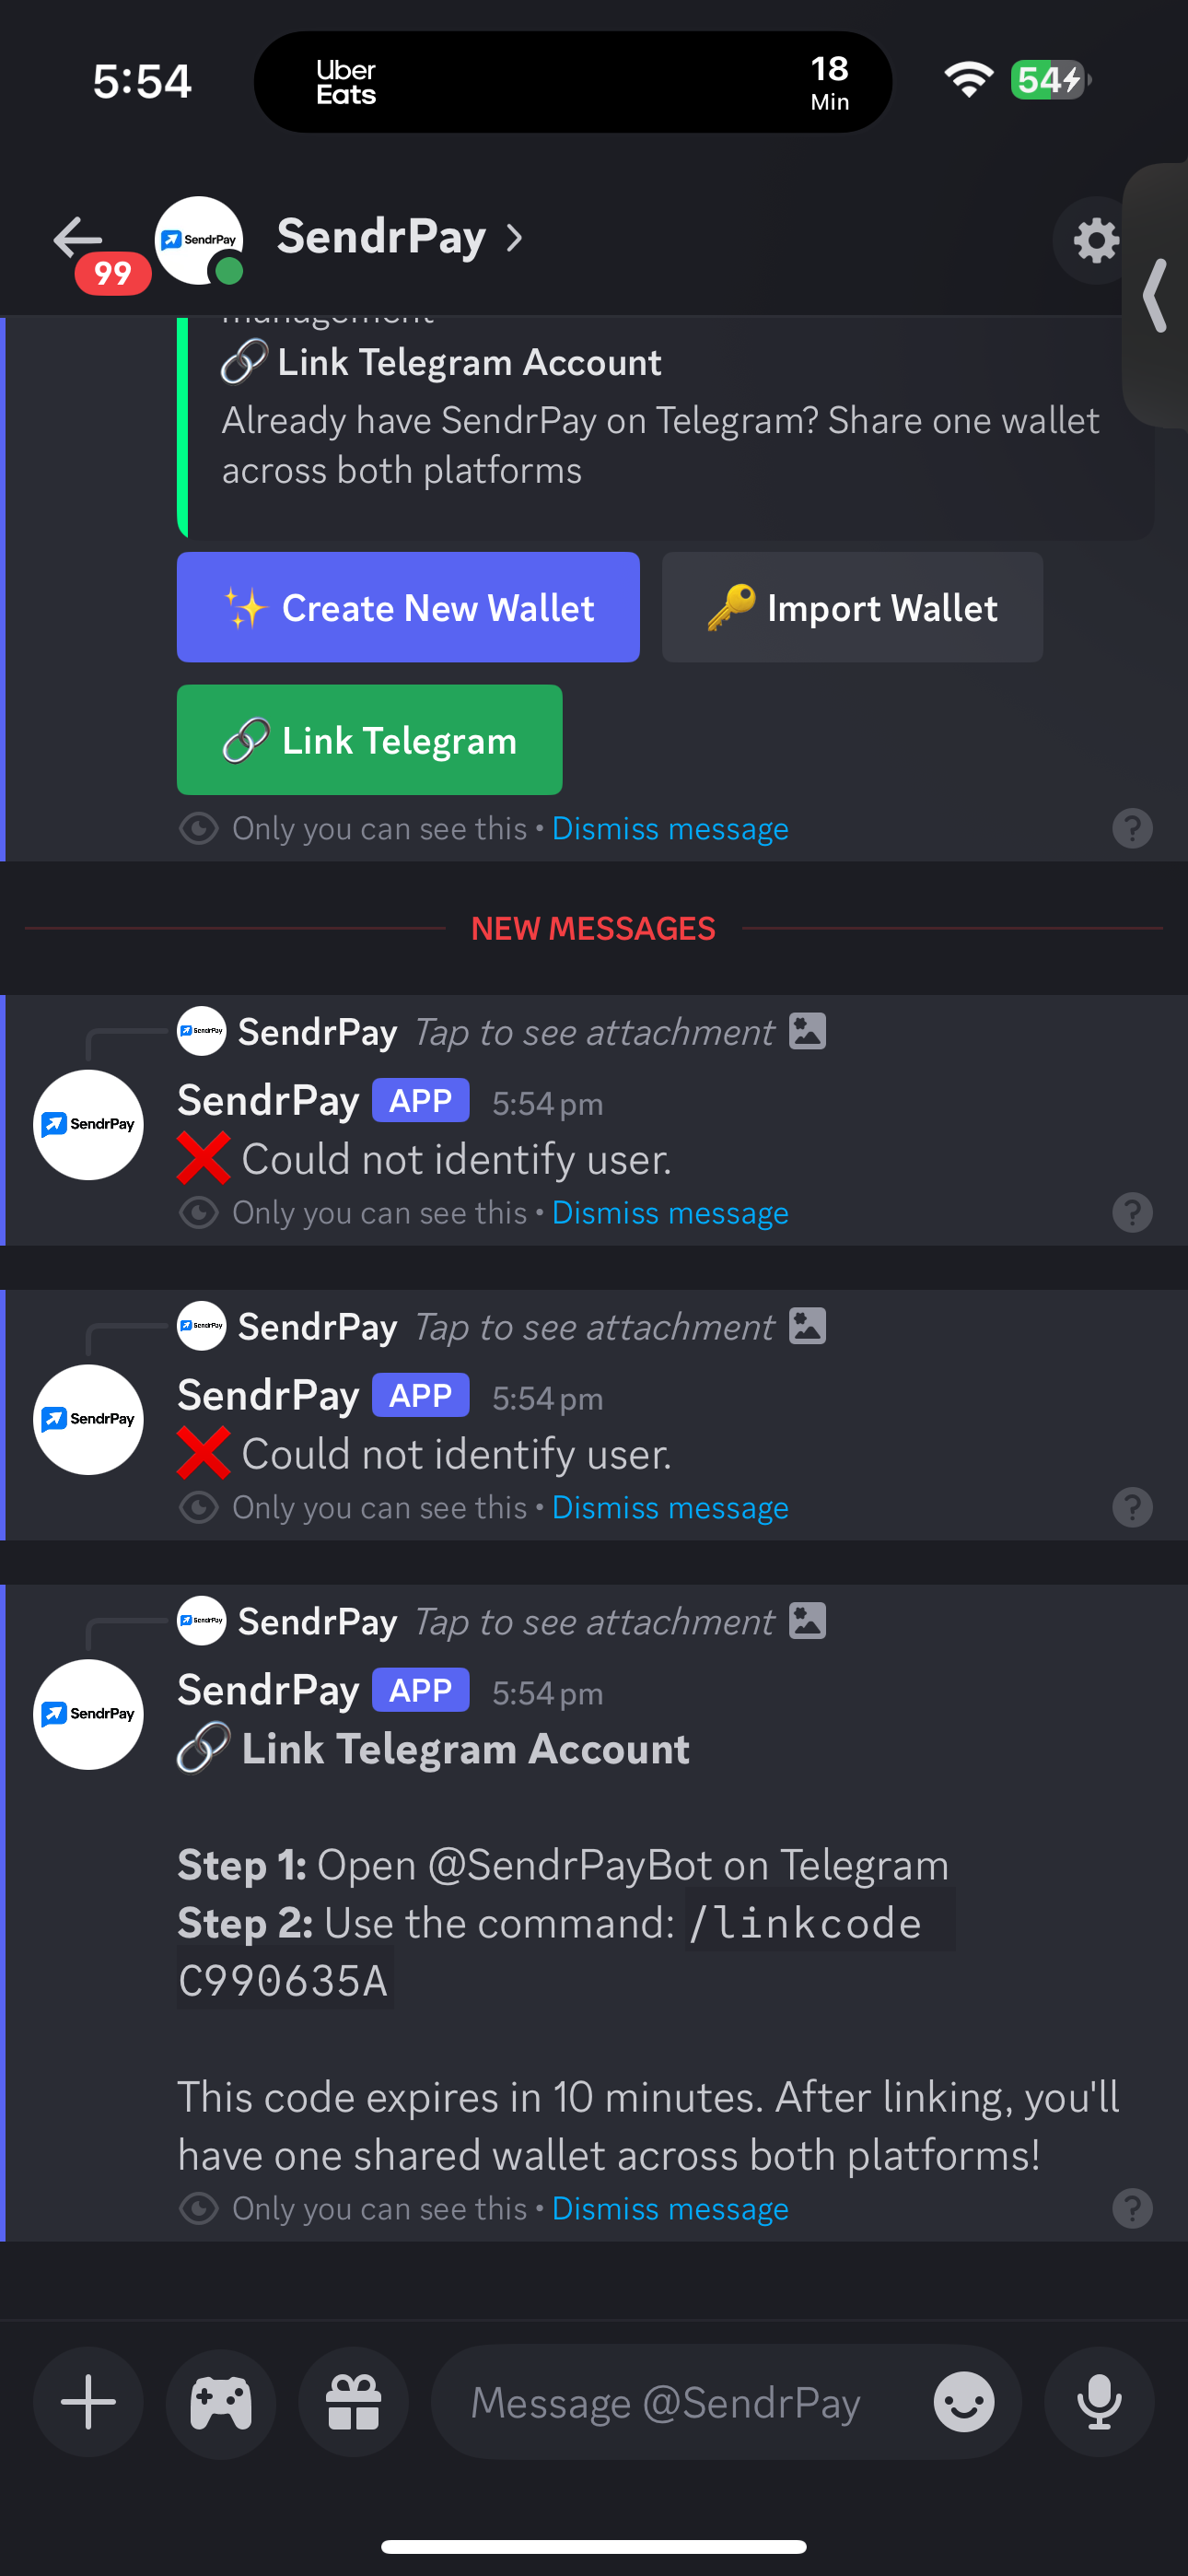 5:54
Uber
Eats
18
Min
54
99
SendrPay
SendrPay
management
🔗 Link Telegram Account
Already have SendrPay on Telegram? Share one wallet
across both platforms
✨ Create New Wallet
🔑 Import Wallet
🔗 Link Telegram
Only you can see this • Dismiss message
?
NEW MESSAGES
SendrPay
SendrPay Tap to see attachment
SendrPay
SendrPay APP 5:54 pm
❌ Could not identify user.
Only you can see this • Dismiss message
?
SendrPay
SendrPay Tap to see attachment
SendrPay
SendrPay APP 5:54 pm
❌ Could not identify user.
Only you can see this • Dismiss message
?
SendrPay
SendrPay Tap to see attachment
SendrPay
SendrPay APP 5:54 pm
🔗 Link Telegram Account
Step 1: Open @SendrPayBot on Telegram
Step 2: Use the command: /linkcode
C990635A
This code expires in 10 minutes. After linking, you'll
have one shared wallet across both platforms!
Only you can see this • Dismiss message
?
Message @SendrPay